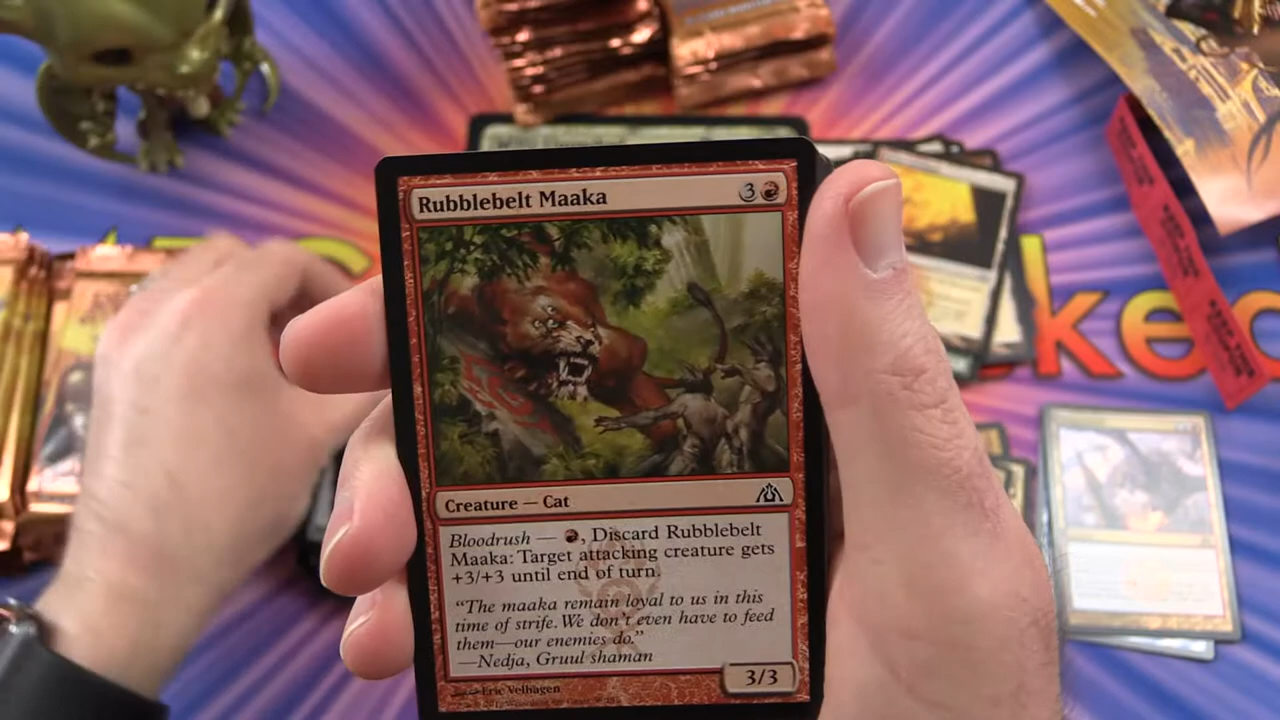 Rubblebelt Maaka
3
Creature — Cat
Bloodrush — , Discard Rubblebelt
Maaka: Target attacking creature gets
+3/+3 until end of turn.
“The maaka remain loyal to us in this
time of strife. We don’t even have to feed
them—our enemies do.”
—Nedja, Gruul shaman
3/3
Eric Velhagen
ked